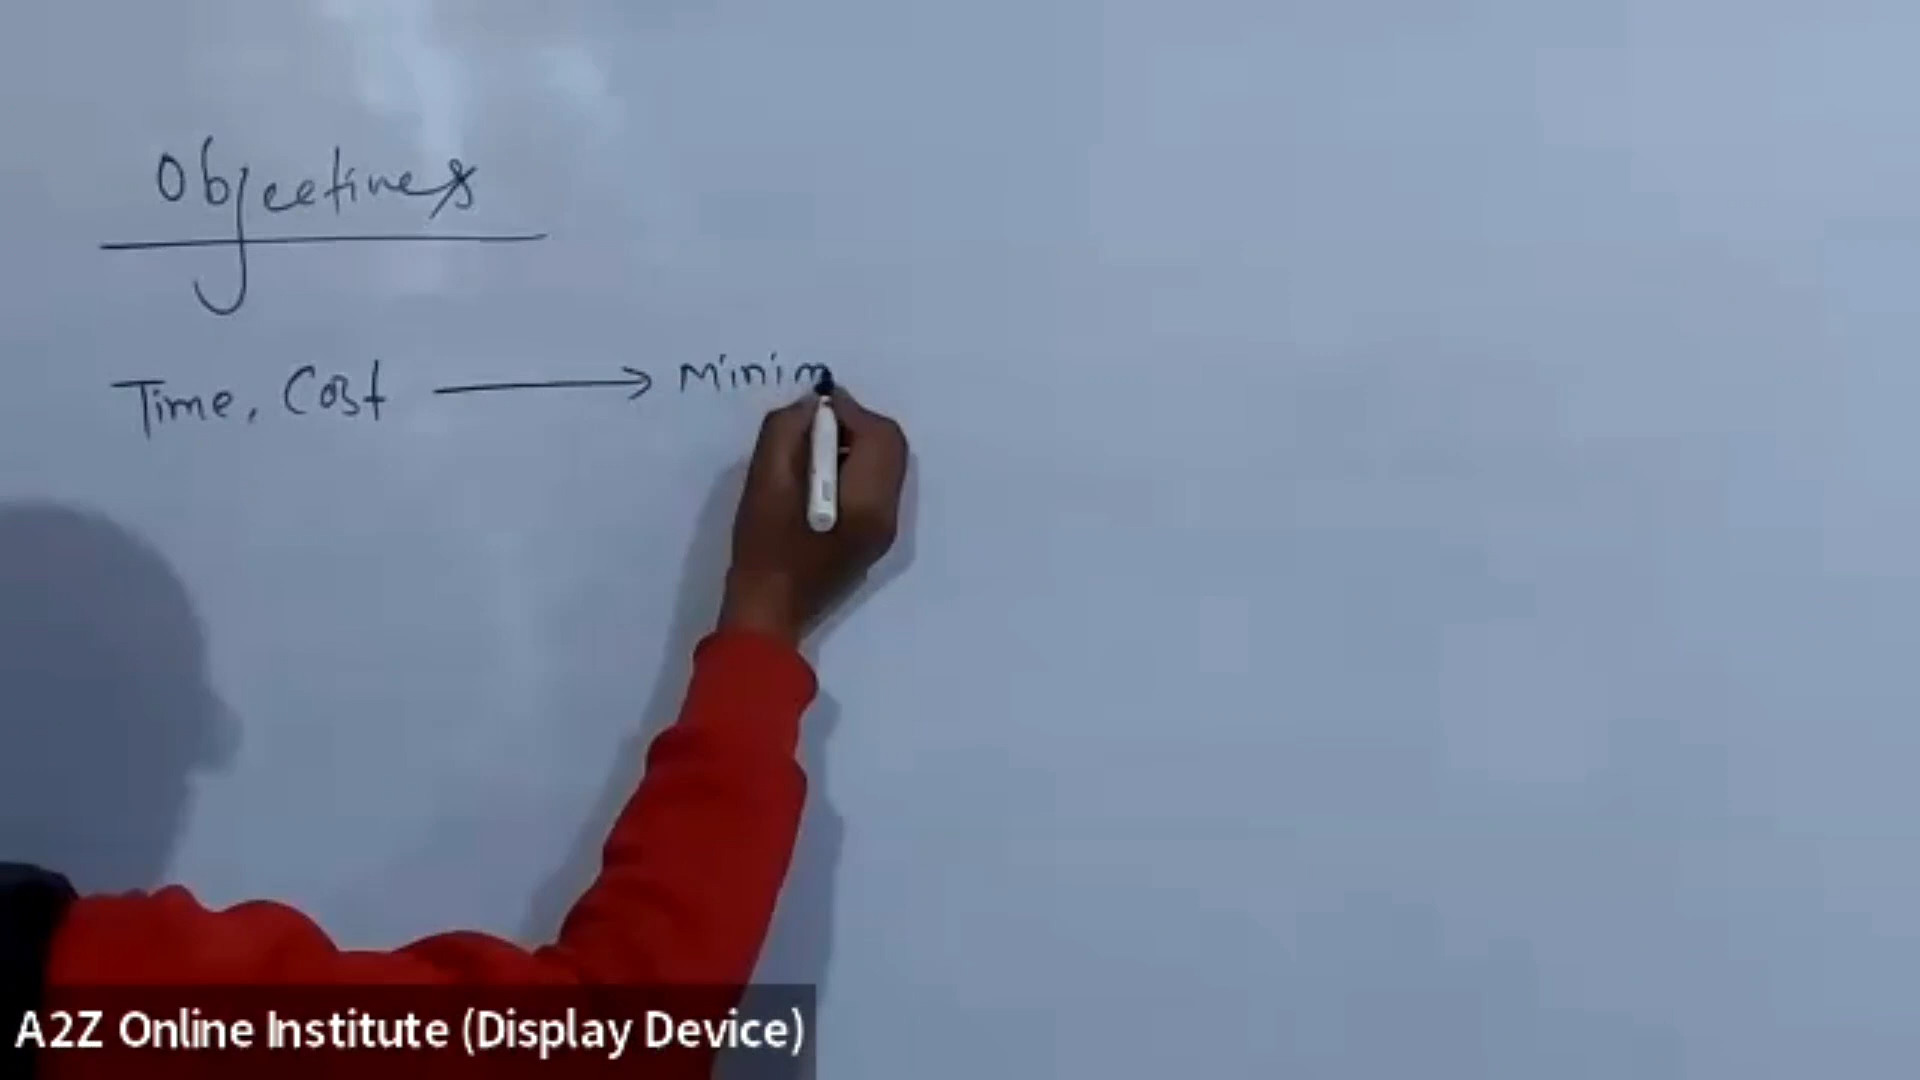 Objectives
Time, Cost → Minim
A2Z Online Institute (Display Device)